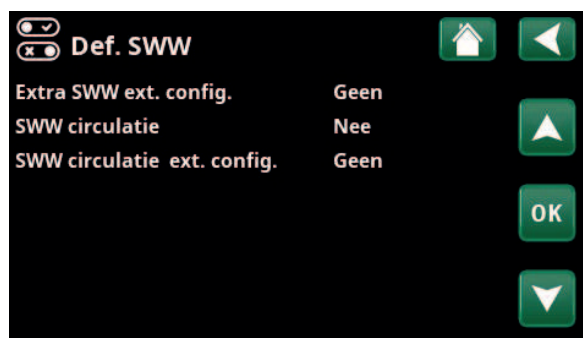 Def. SWW
Extra SWW ext. config. Geen
SWW circulatie Nee
SWW circulatie ext. config. Geen
OK